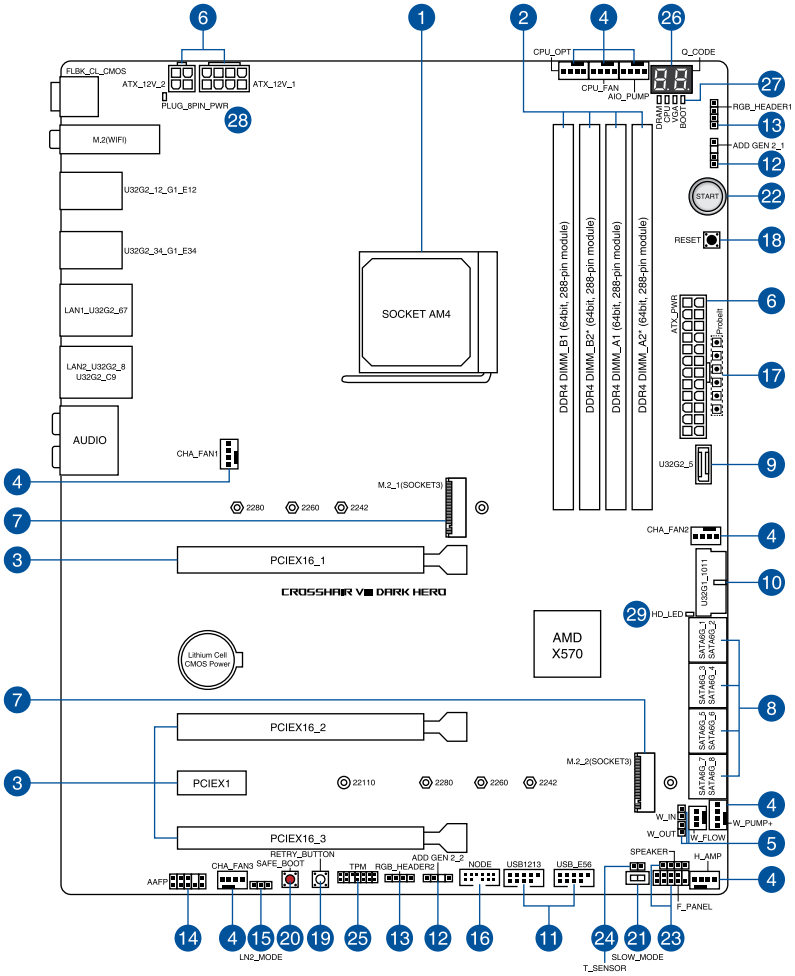 6
1
2
4
26
CPU_OPT
Q_CODE
FLBK_CL_CMOS
ATX_12V_2
ATX_12V_1
CPU_FAN
AIO_PUMP
88
27
PLUG_8PIN_PWR
28
DRAM
CPU
VGA
BOOT
RGB_HEADER1
13
M.2(WIFI)
ADD GEN 2_1
12
U32G2_12_G1_E12
START
22
RESET
18
U32G2_34_G1_E34
LAN1_U32G2_67
SOCKET AM4
DDR4 DIMM_B1 (64bit, 288-pin module)
DDR4 DIMM_B2* (64bit, 288-pin module)
DDR4 DIMM_A1 (64bit, 288-pin module)
DDR4 DIMM_A2* (64bit, 288-pin module)
ATX_PWR
6
ProbeIt
17
LAN2_U32G2_8
U32G2_C9
AUDIO
CHA_FAN1
4
U32G2_5
9
M.2_1(SOCKET3)
7
2280
2260
2242
CHA_FAN2
4
3
PCIEX16_1
U32G1_1011
10
CROSSHAIR VIII DARK HERO
29
HD_LED
AMD
X570
Lithium Cell
CMOS Power
SATA6G_1
SATA6G_2
SATA6G_3
SATA6G_4
8
SATA6G_5
SATA6G_6
SATA6G_7
SATA6G_8
7
PCIEX16_2
M.2_2(SOCKET3)
3
PCIEX1
22110
2280
2260
2242
4
W_IN
W_OUT
W_FLOW
W_PUMP+
5
PCIEX16_3
SPEAKER
H_AMP
4
AAFP
CHA_FAN3
SAFE_BOOT
RETRY_BUTTON
TPM
RGB_HEADER2
ADD GEN 2_2
NODE
USB1213
USB_E56
F_PANEL
14
4
15
20
19
25
13
12
16
11
24
21
23
LN2_MODE
SLOW_MODE
T_SENSOR